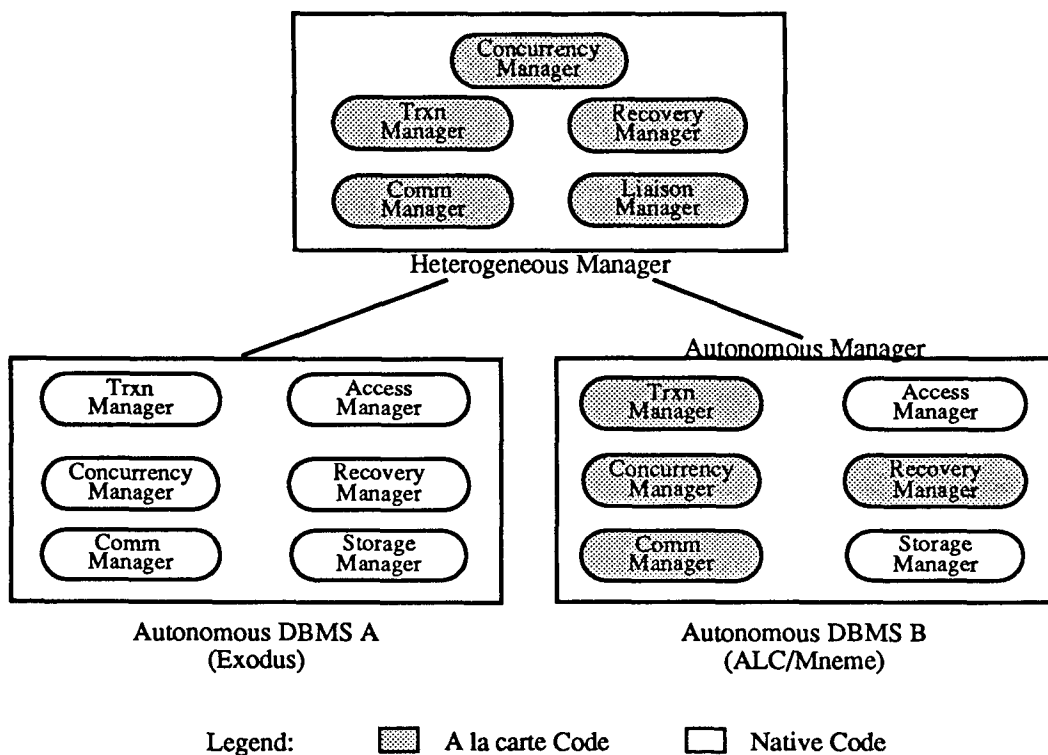 Concurrency
Manager
Trxn
Manager
Recovery
Manager
Comm
Manager
Liaison
Manager
Heterogeneous Manager
Trxn
Manager
Access
Manager
Concurrency
Manager
Recovery
Manager
Comm
Manager
Storage
Manager
Autonomous DBMS A
(Exodus)
Autonomous Manager
Trxn
Manager
Access
Manager
Concurrency
Manager
Recovery
Manager
Comm
Manager
Storage
Manager
Autonomous DBMS B
(ALC/Mneme)
Legend: A la carte Code Native Code